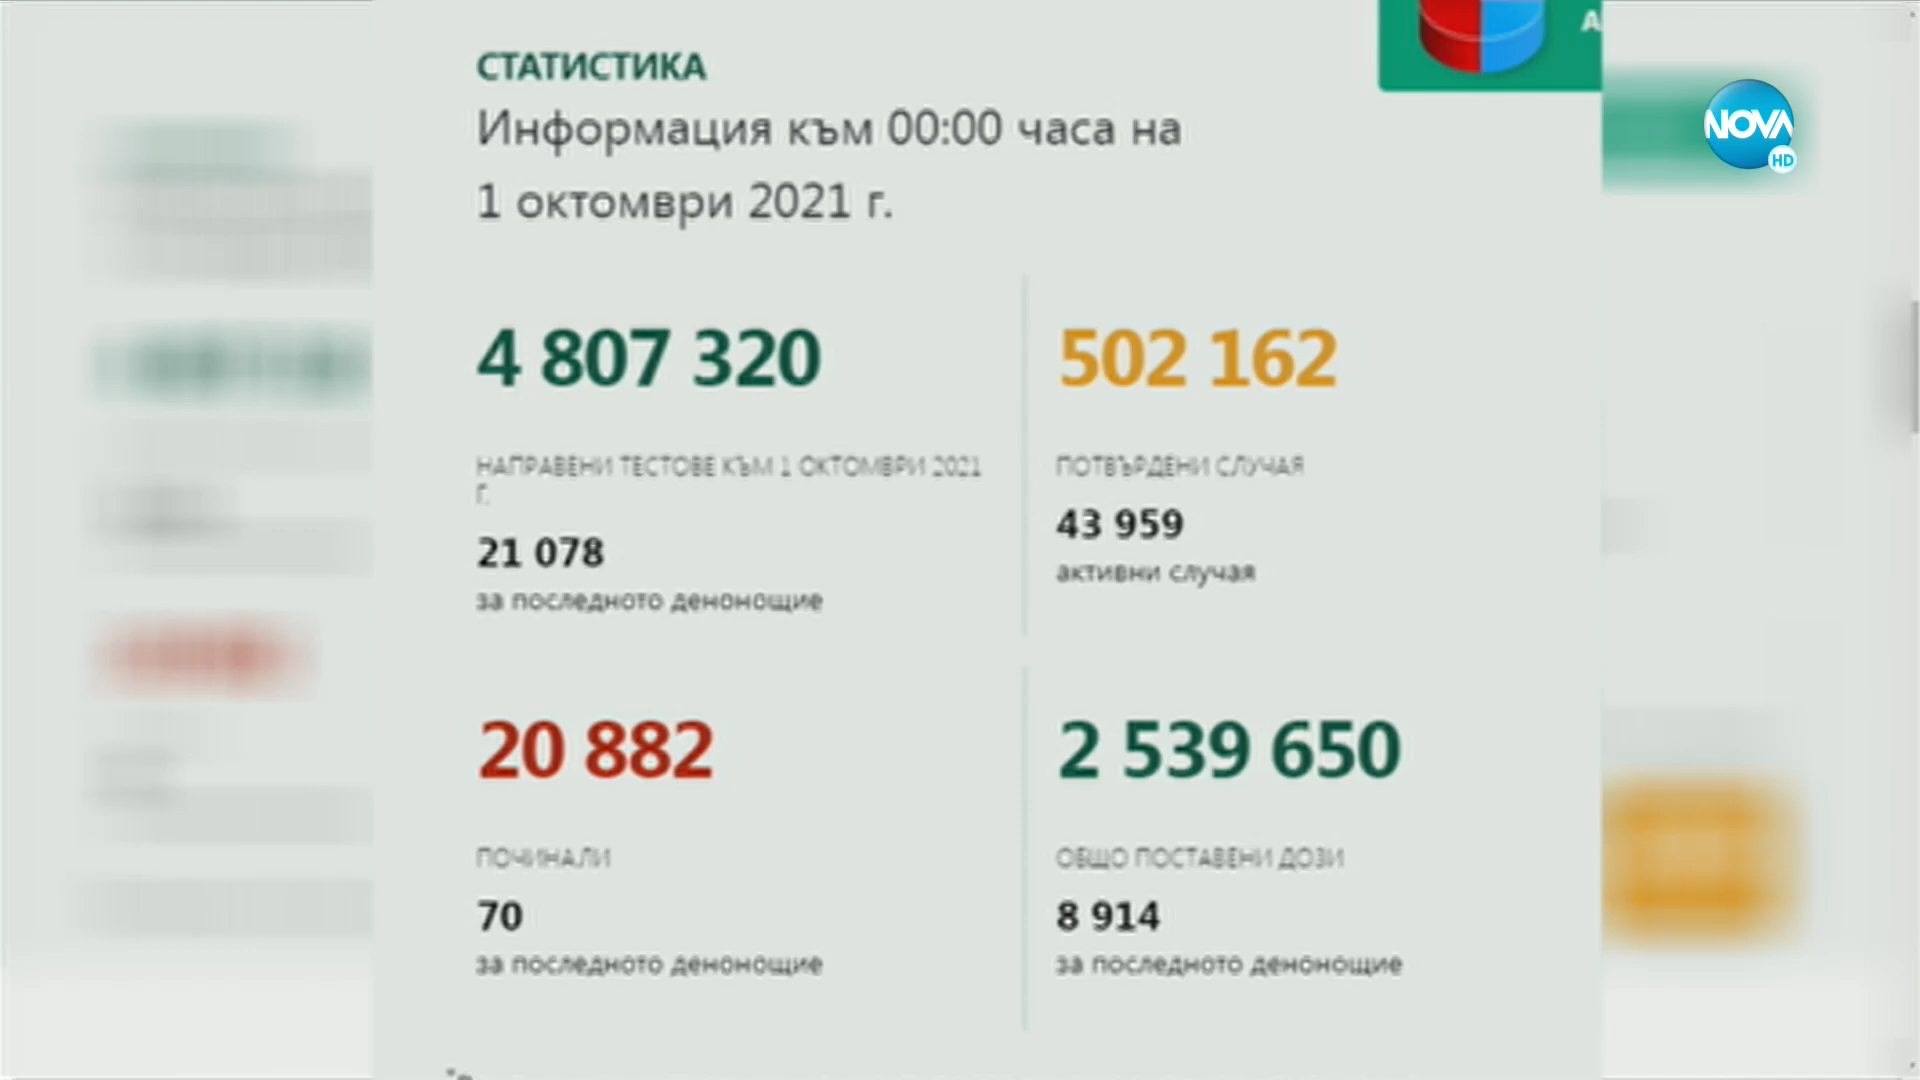 СТАТИСТИКА
Информация към 00:00 часа на
1 октомври 2021 г.
4 807 320
НАПРАВЕНИ ТЕСТОВЕ КЪМ 1 ОКТОМВРИ 2021
Г.
21 078
за последното денонощие
502 162
ПОТВЪРДЕНИ СЛУЧАЯ
43 959
активни случая
20 882
ПОЧИНАЛИ
70
за последното денонощие
2 539 650
ОБЩО ПОСТАВЕНИ ДОЗИ
8 914
за последното денонощие
NOVA
HD